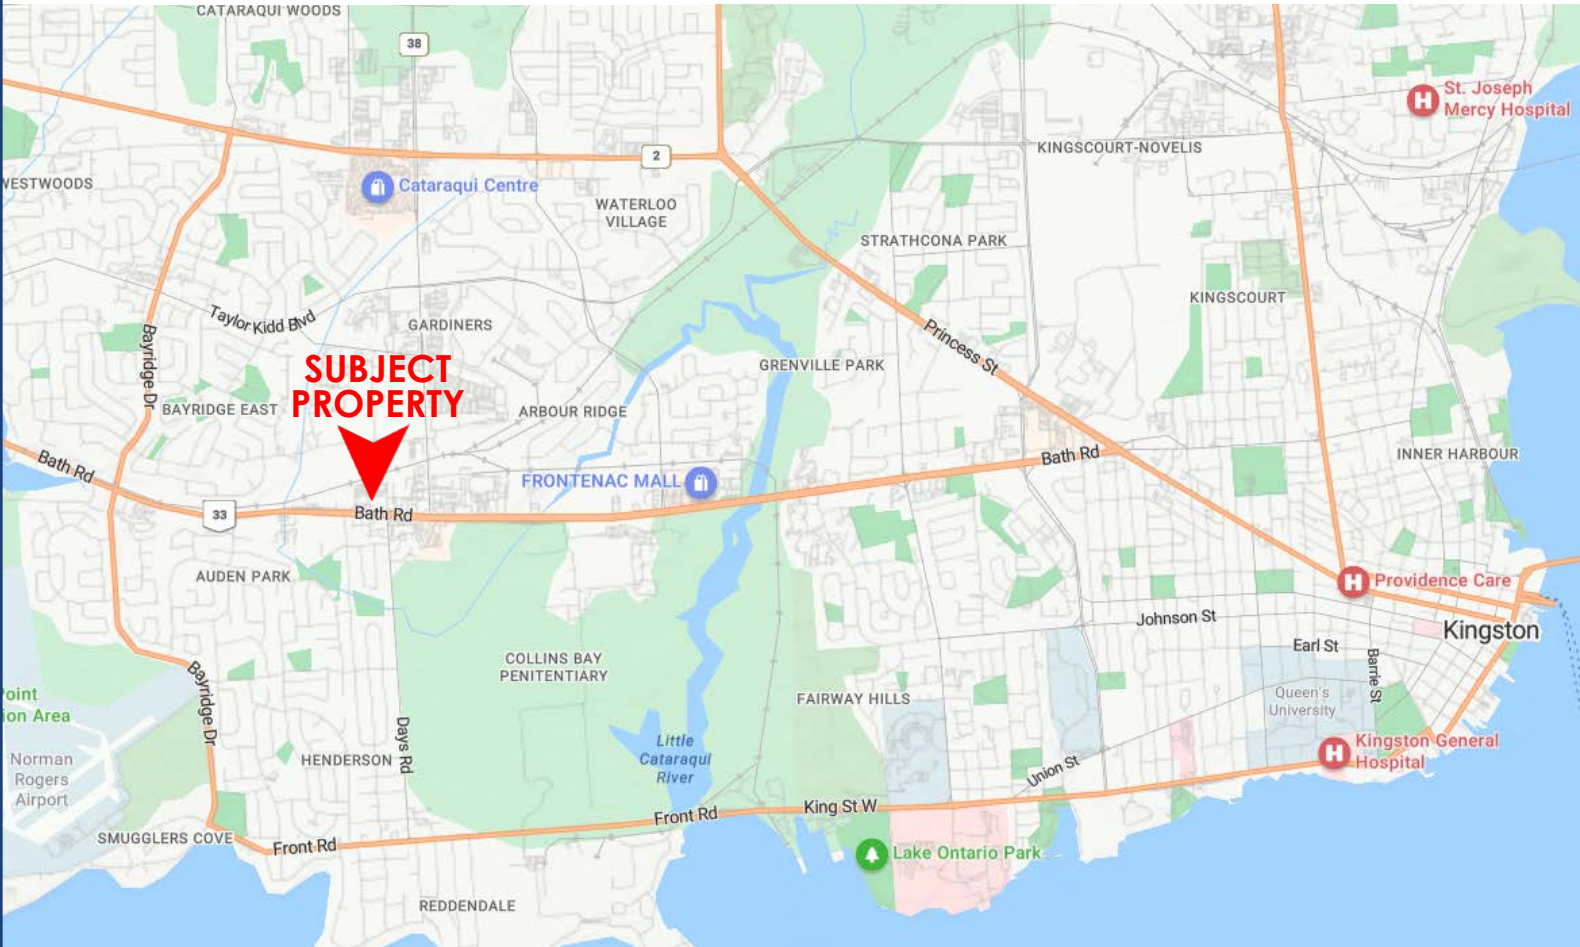 CATARAQUI WOODS
38
St. Joseph
Mercy Hospital
KINGSCOURT-NOVELIS
2
WESTWOODS
Cataraqui Centre
WATERLOO
VILLAGE
STRATHCONA PARK
KINGSCOURT
Taylor Kidd Blvd
GARDINERS
Bayridge Dr
Princess St
SUBJECT
PROPERTY
GRENVILLE PARK
BAYRIDGE EAST
ARBOUR RIDGE
Bath Rd
Bath Rd
INNER HARBOUR
FRONTENAC MALL
33
Bath Rd
AUDEN PARK
Providence Care
Johnson St
Kingston
Earl St
Barrie St
COLLINS BAY
PENITENTIARY
Queen's
University
oint
ion Area
Bayridge Dr
FAIRWAY HILLS
Days Rd
Little
Cataraqui
River
Kingston General
Hospital
Norman
Rogers
Airport
HENDERSON
Union St
King St W
Front Rd
SMUGGLERS COVE
Front Rd
Lake Ontario Park
REDDENDALE